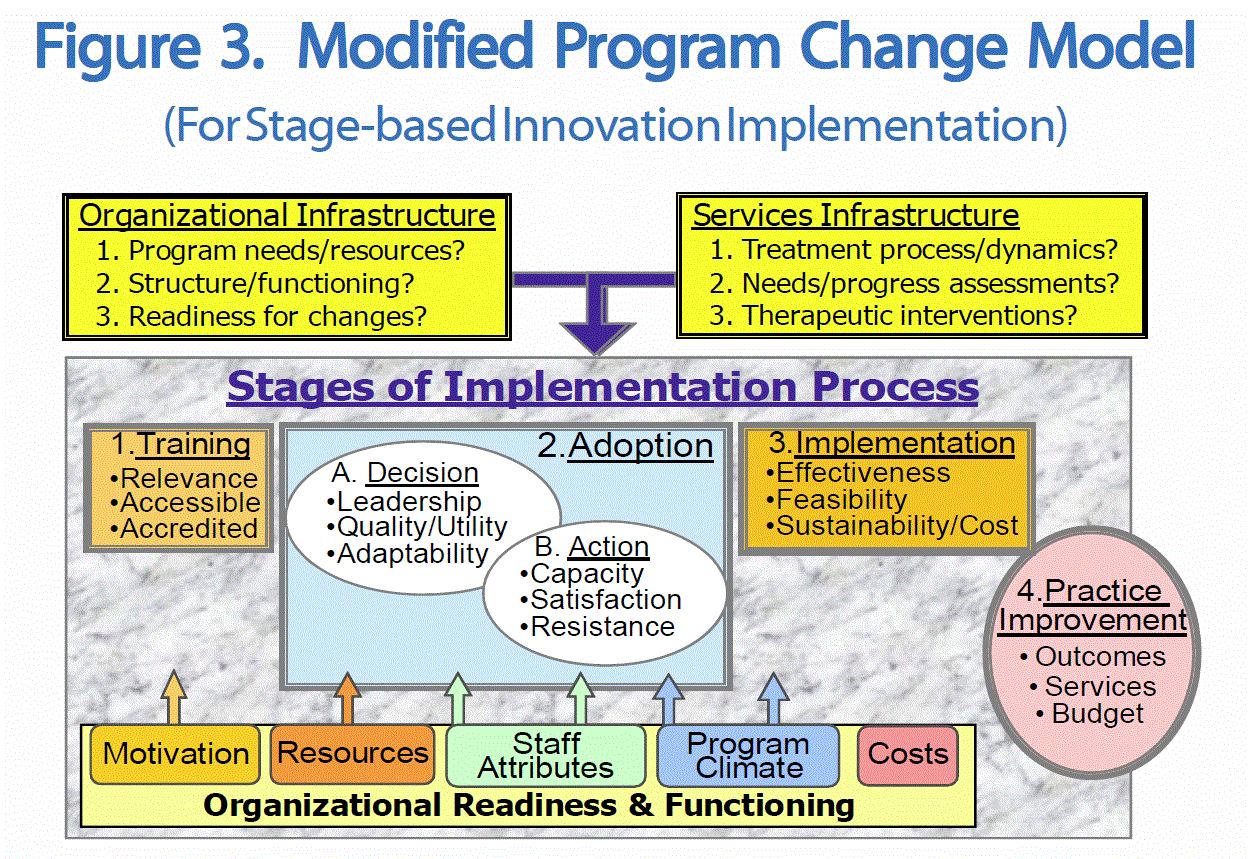 Figure 3. Modified Program Change Model
(For Stage-based Innovation Implementation)
Organizational Infrastructure
1. Program needs/resources?
2. Structure/functioning?
3. Readiness for changes?
Services Infrastructure
1. Treatment process/dynamics?
2. Needs/progress assessments?
3. Therapeutic interventions?
Stages of Implementation Process
1.Training
•Relevance
•Accessible
•Accredited
2.Adoption
A. Decision
•Leadership
•Quality/Utility
•Adaptability
B. Action
•Capacity
•Satisfaction
•Resistance
3.Implementation
•Effectiveness
•Feasibility
•Sustainability/Cost
4.Practice
Improvement
• Outcomes
• Services
• Budget
Motivation
Resources
Staff
Attributes
Program
Climate
Costs
Organizational Readiness & Functioning